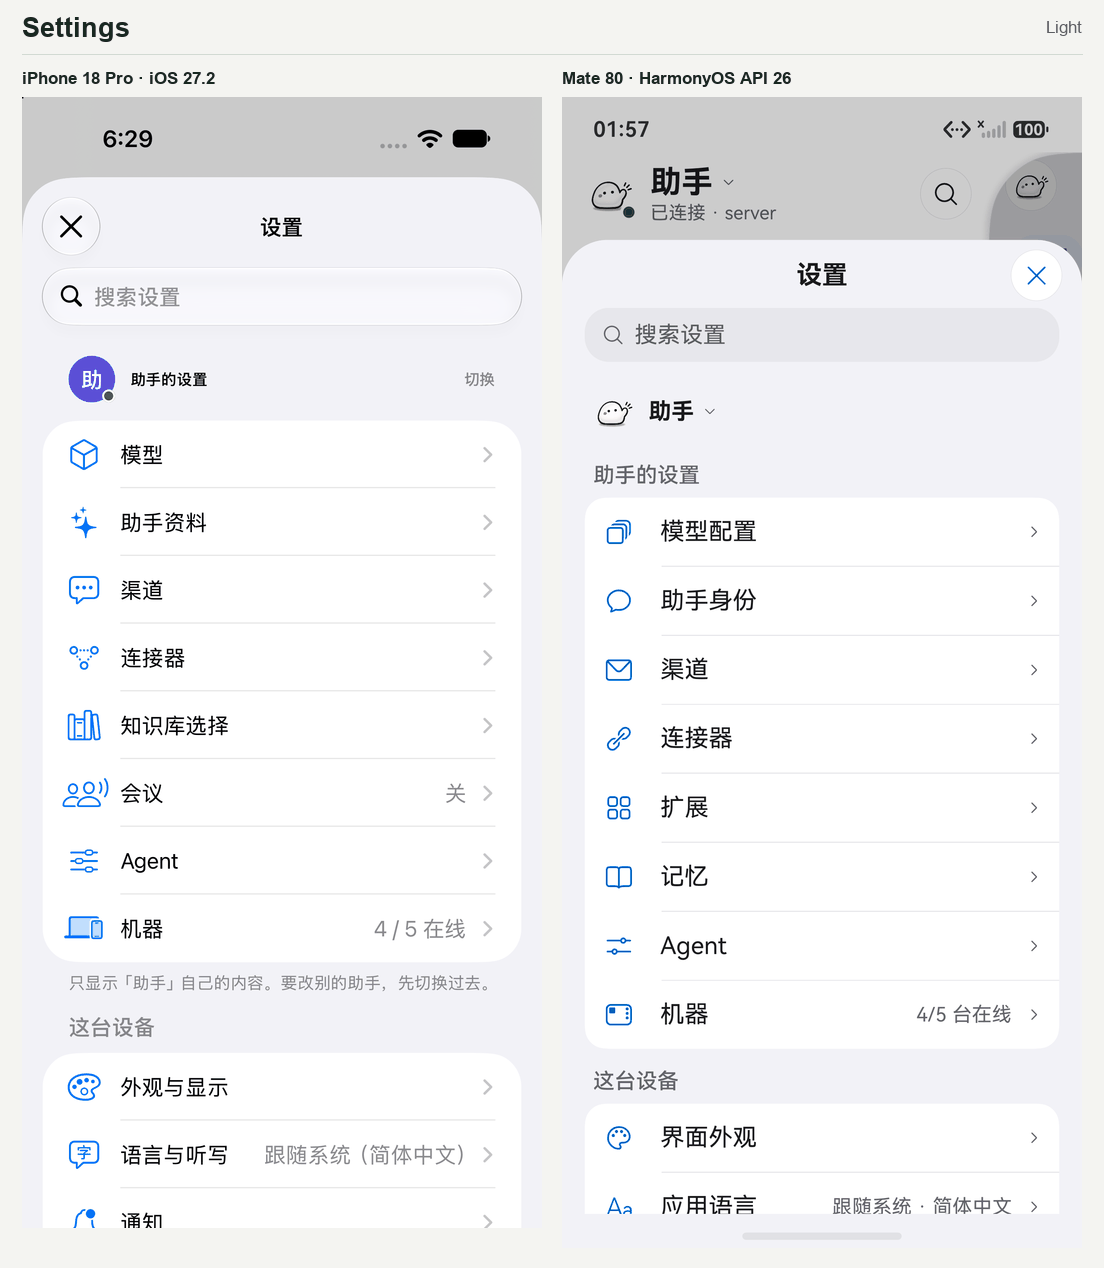 Settings
Light
iPhone 18 Pro · iOS 27.2
6:29
设置
搜索设置
助
助手的设置
切换
模型
助手资料
渠道
连接器
知识库选择
会议
关
Agent
机器
4 / 5 在线
只显示「助手」自己的内容。要改别的助手，先切换过去。
这台设备
外观与显示
字
语言与听写
跟随系统（简体中文）
通知
Mate 80 · HarmonyOS API 26
01:57
100
助手
已连接 · server
设置
搜索设置
助手
助手的设置
模型配置
助手身份
渠道
连接器
扩展
记忆
Agent
机器
4/5 台在线
这台设备
界面外观
Aa
应用语言
跟随系统 · 简体中文